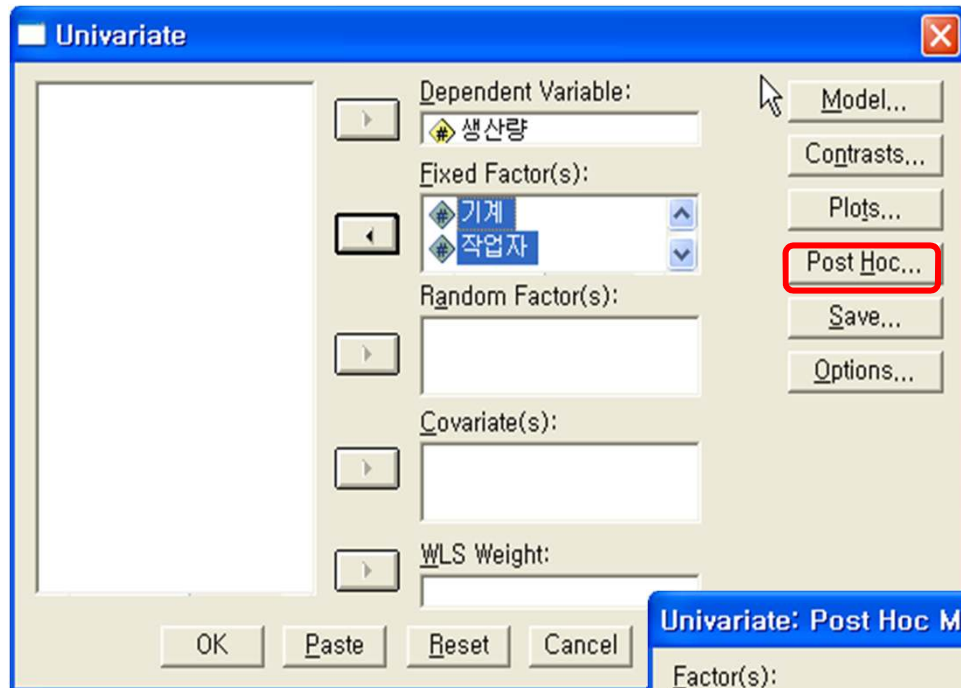 Univariate
Dependent Variable:
생산량
Fixed Factor(s):
기계
작업자
Random Factor(s):
Covariate(s):
WLS Weight:
Model...
Contrasts...
Plots...
Post Hoc...
Save...
Options...
OK Paste Reset Cancel
Univariate: Post Hoc M
Factor(s):